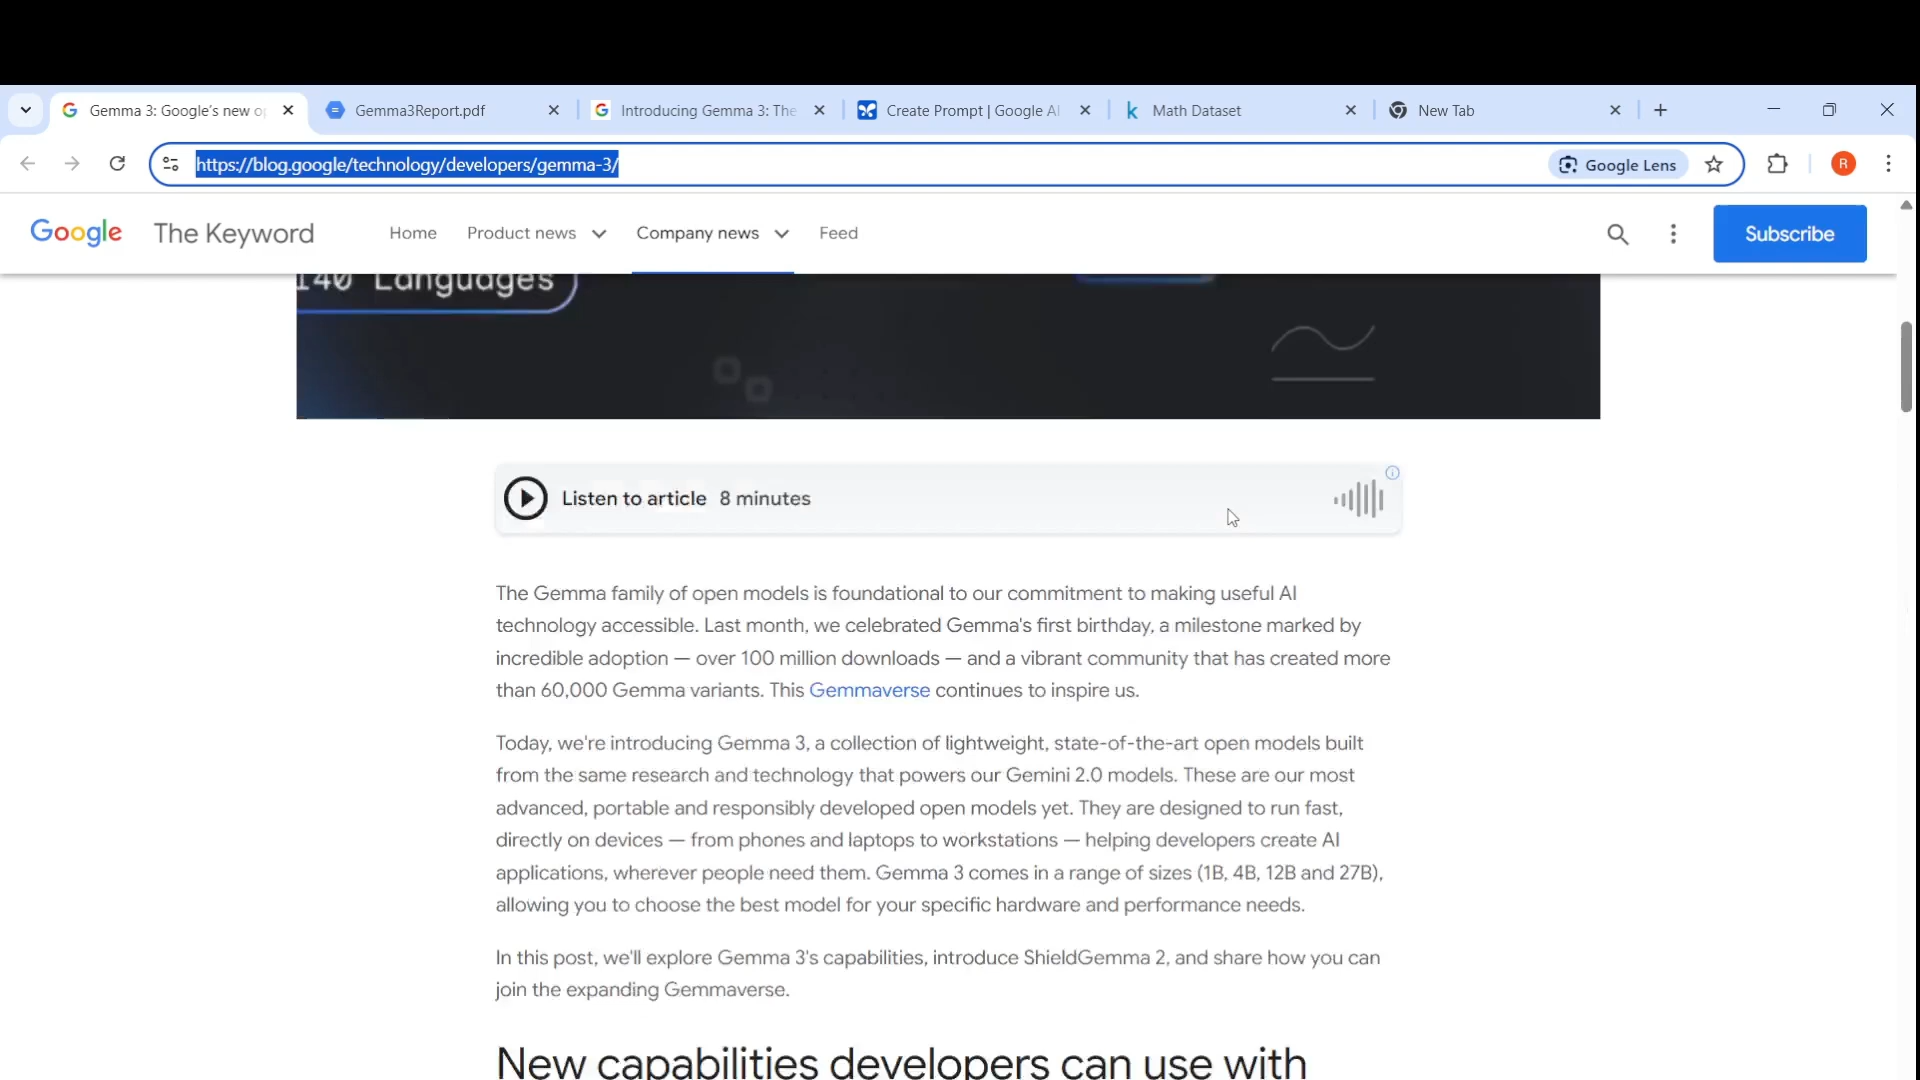 Gemma 3: Google's new o
Gemma3Report.pdf
Introducing Gemma 3: The
Create Prompt | Google AI
Math Dataset
New Tab
https://blog.google/technology/developers/gemma-3/
Google Lens
R
Google The Keyword
Home
Product news
Company news
Feed
Subscribe
140 Languages
Listen to article 8 minutes
The Gemma family of open models is foundational to our commitment to making useful AI
technology accessible. Last month, we celebrated Gemma's first birthday, a milestone marked by
incredible adoption — over 100 million downloads — and a vibrant community that has created more
than 60,000 Gemma variants. This Gemmaverse continues to inspire us.
Today, we're introducing Gemma 3, a collection of lightweight, state-of-the-art open models built
from the same research and technology that powers our Gemini 2.0 models. These are our most
advanced, portable and responsibly developed open models yet. They are designed to run fast,
directly on devices — from phones and laptops to workstations — helping developers create AI
applications, wherever people need them. Gemma 3 comes in a range of sizes (1B, 4B, 12B and 27B),
allowing you to choose the best model for your specific hardware and performance needs.
In this post, we'll explore Gemma 3's capabilities, introduce ShieldGemma 2, and share how you can
join the expanding Gemmaverse.
New capabilities developers can use with